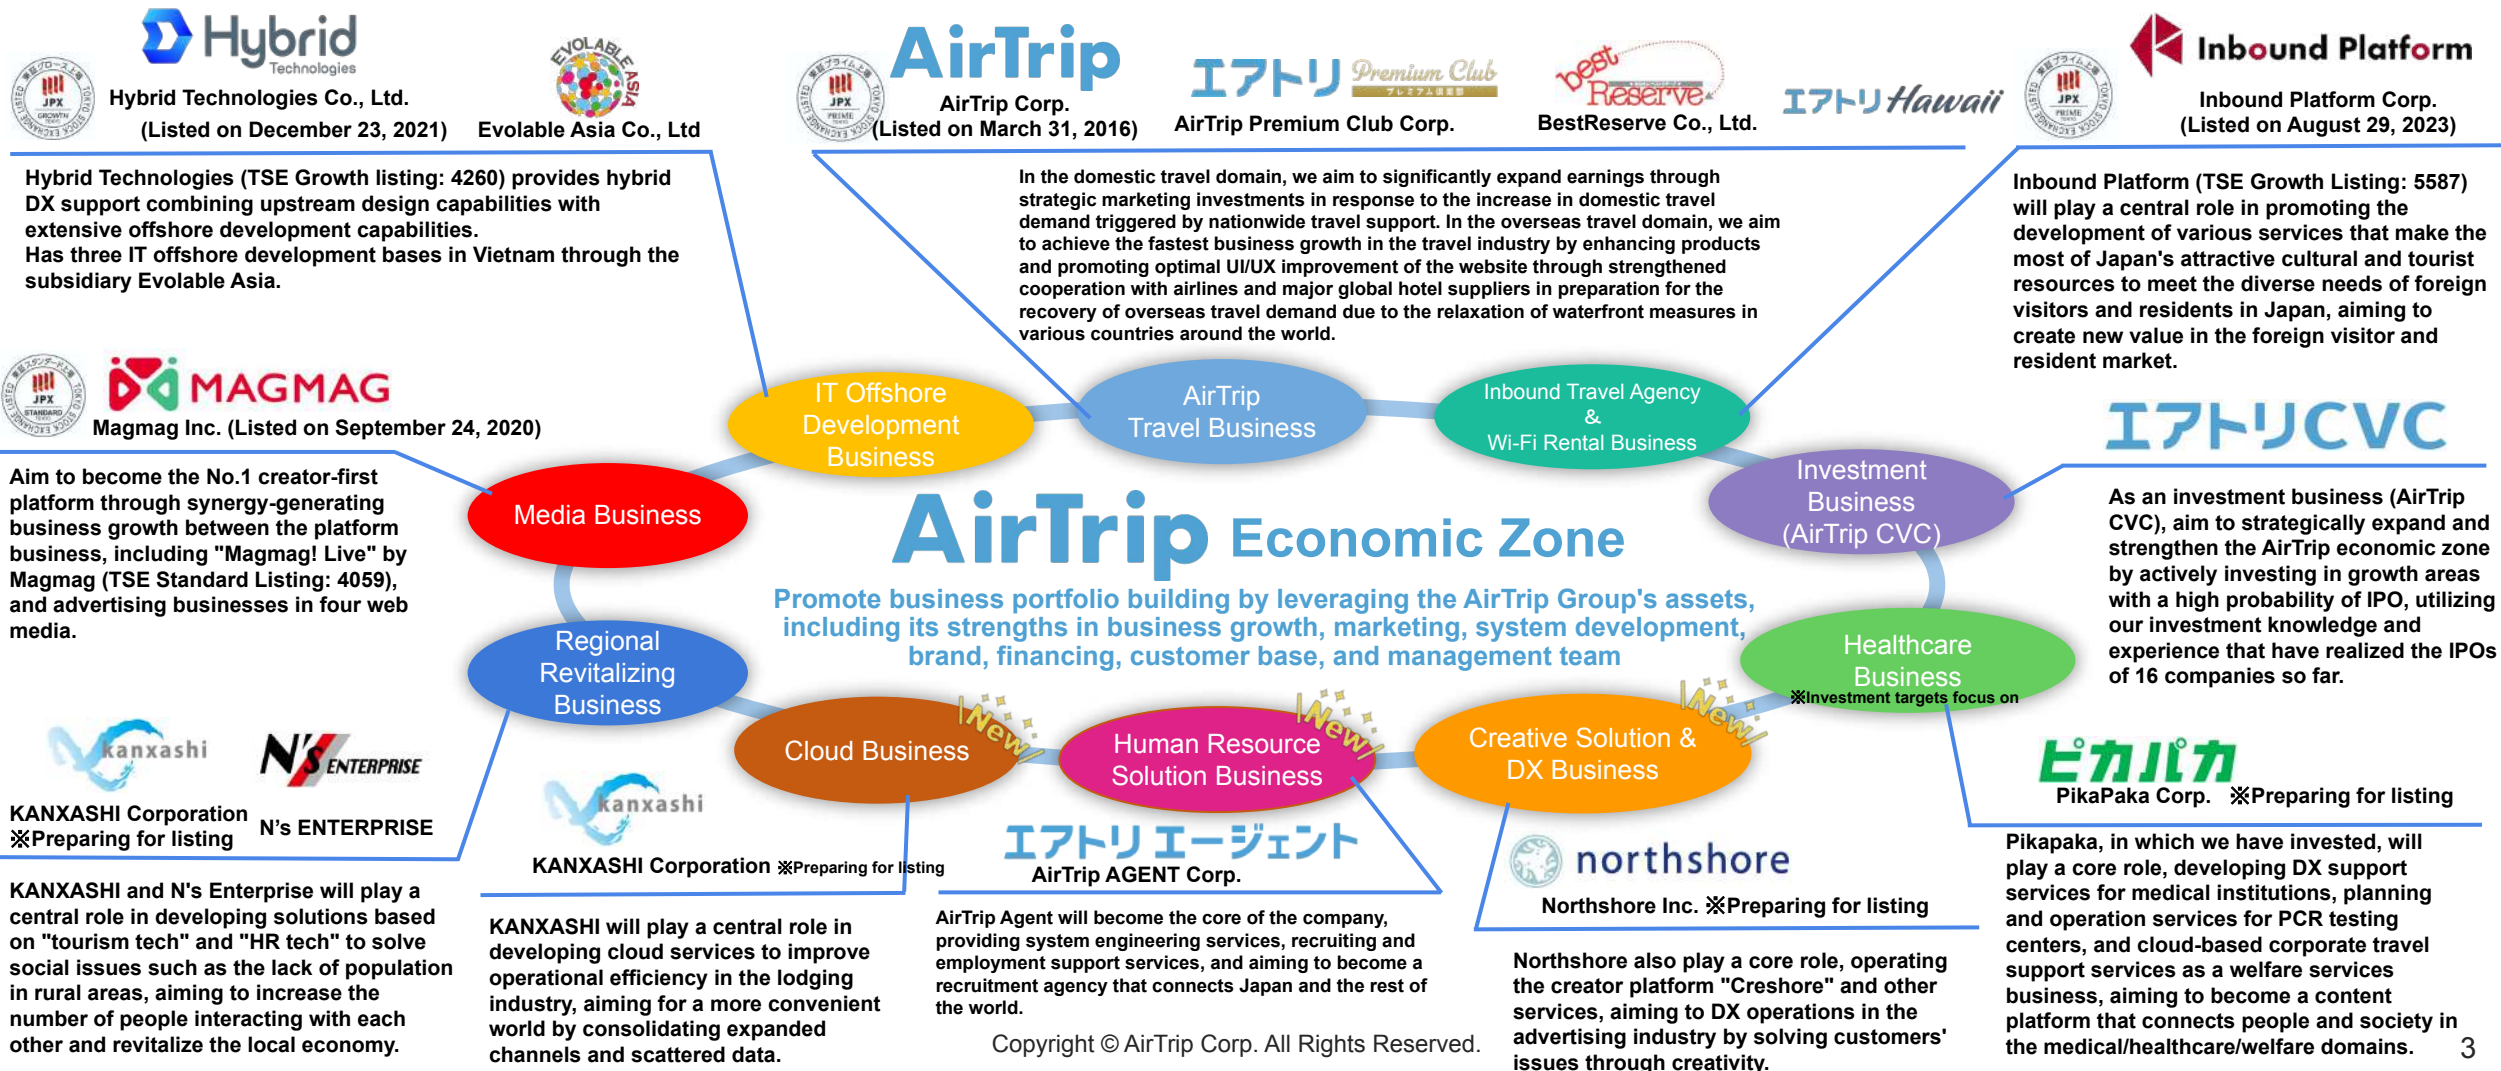 Hybrid
Technologies
EVOLABLE ASIA
JPX
GROWTH
TOKYO
Hybrid Technologies Co., Ltd.
(Listed on December 23, 2021)
Evolable Asia Co., Ltd
Hybrid Technologies (TSE Growth listing: 4260) provides hybrid
DX support combining upstream design capabilities with
extensive offshore development capabilities.
Has three IT offshore development bases in Vietnam through the
subsidiary Evolable Asia.
AirTrip
JPX
PRIME
TOKYO
AirTrip Corp.
(Listed on March 31, 2016)
エアトリ Premium Club
プレミアム倶楽部
AirTrip Premium Club Corp.
best
Reserve
BestReserve Co., Ltd.
エアトリ Hawaii
In the domestic travel domain, we aim to significantly expand earnings through
strategic marketing investments in response to the increase in domestic travel
demand triggered by nationwide travel support. In the overseas travel domain, we aim
to achieve the fastest business growth in the travel industry by enhancing products
and promoting optimal UI/UX improvement of the website through strengthened
cooperation with airlines and major global hotel suppliers in preparation for the
recovery of overseas travel demand due to the relaxation of waterfront measures in
various countries around the world.
JPX
PRIME
TOKYO
Inbound Platform
Inbound Platform Corp.
(Listed on August 29, 2023)
Inbound Platform (TSE Growth Listing: 5587)
will play a central role in promoting the
development of various services that make the
most of Japan's attractive cultural and tourist
resources to meet the diverse needs of foreign
visitors and residents in Japan, aiming to
create new value in the foreign visitor and
resident market.
JPX
STANDARD
TOKYO
MAGMAG
Magmag Inc. (Listed on September 24, 2020)
Aim to become the No.1 creator-first
platform through synergy-generating
business growth between the platform
business, including "Magmag! Live" by
Magmag (TSE Standard Listing: 4059),
and advertising businesses in four web
media.
IT Offshore
Development
Business
AirTrip
Travel Business
Inbound Travel Agency
&
Wi-Fi Rental Business
Media Business
Investment
Business
(AirTrip CVC)
エアトリCVC
As an investment business (AirTrip
CVC), aim to strategically expand and
strengthen the AirTrip economic zone
by actively investing in growth areas
with a high probability of IPO, utilizing
our investment knowledge and
experience that have realized the IPOs
of 16 companies so far.
AirTrip Economic Zone
Promote business portfolio building by leveraging the AirTrip Group's assets,
including its strengths in business growth, marketing, system development,
brand, financing, customer base, and management team
Regional
Revitalizing
Business
Healthcare
Business
※Investment targets focus on
New
Cloud Business
New
Human Resource
Solution Business
New
Creative Solution &
DX Business
kanxashi
N'S ENTERPRISE
KANXASHI Corporation
※Preparing for listing
N's ENTERPRISE
KANXASHI and N's Enterprise will play a
central role in developing solutions based
on "tourism tech" and "HR tech" to solve
social issues such as the lack of population
in rural areas, aiming to increase the
number of people interacting with each
other and revitalize the local economy.
kanxashi
KANXASHI Corporation ※Preparing for listing
KANXASHI will play a central role in
developing cloud services to improve
operational efficiency in the lodging
industry, aiming for a more convenient
world by consolidating expanded
channels and scattered data.
エアトリ エージェント
AirTrip AGENT Corp.
AirTrip Agent will become the core of the company,
providing system engineering services, recruiting and
employment support services, and aiming to become a
recruitment agency that connects Japan and the rest of
the world.
northshore
Northshore Inc. ※Preparing for listing
Northshore also play a core role, operating
the creator platform "Creshore" and other
services, aiming to DX operations in the
advertising industry by solving customers'
issues through creativity.
ピカパカ
PikaPaka Corp. ※Preparing for listing
Pikapaka, in which we have invested, will
play a core role, developing DX support
services for medical institutions, planning
and operation services for PCR testing
centers, and cloud-based corporate travel
support services as a welfare services
business, aiming to become a content
platform that connects people and society in
the medical/healthcare/welfare domains.
Copyright © AirTrip Corp. All Rights Reserved.
3